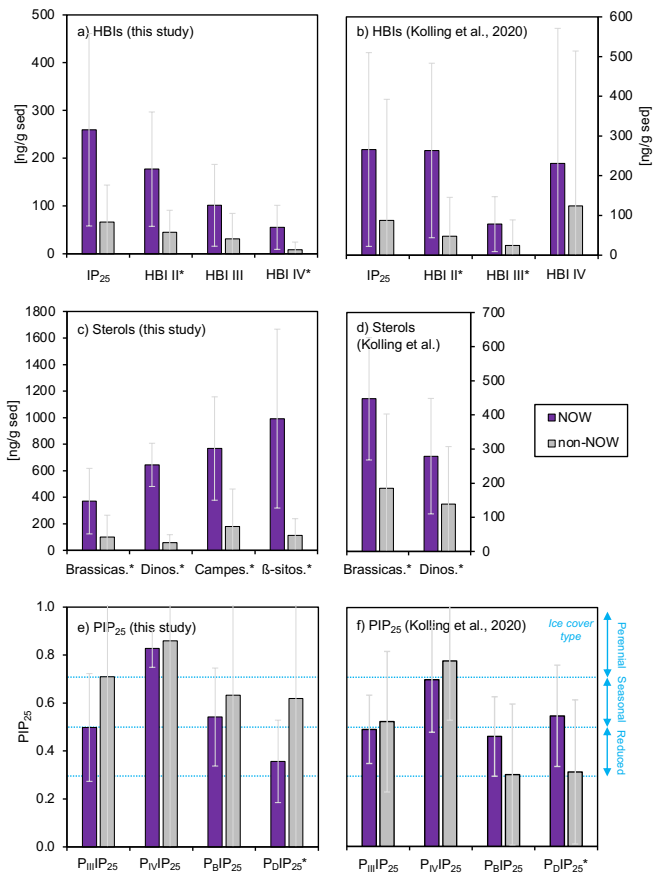 a) HBIs (this study)
[ng/g sed]
500
400
300
200
100
0
IP25
HBI II*
HBI III
HBI IV*
b) HBIs (Kolling et al., 2020)
600
500
400
300
200
100
0
[ng/g sed]
IP25
HBI II*
HBI III*
HBI IV
c) Sterols (this study)
[ng/g sed]
1800
1600
1400
1200
1000
800
600
400
200
0
Brassicas.*
Dinos.*
Campes.*
ß-sitos.*
d) Sterols
(Kolling et al.)
700
600
500
400
300
200
100
0
Brassicas.*
Dinos.*
NOW
non-NOW
e) PIP25 (this study)
PIP25
1.0
0.8
0.6
0.4
0.2
0.0
PIIIIP25
PIVIP25
PBIP25
PDIP25*
f) PIP25 (Kolling et al., 2020)
Ice cover
type
Perennial
Seasonal
Reduced
PIIIIP25
PIVIP25
PBIP25
PDIP25*